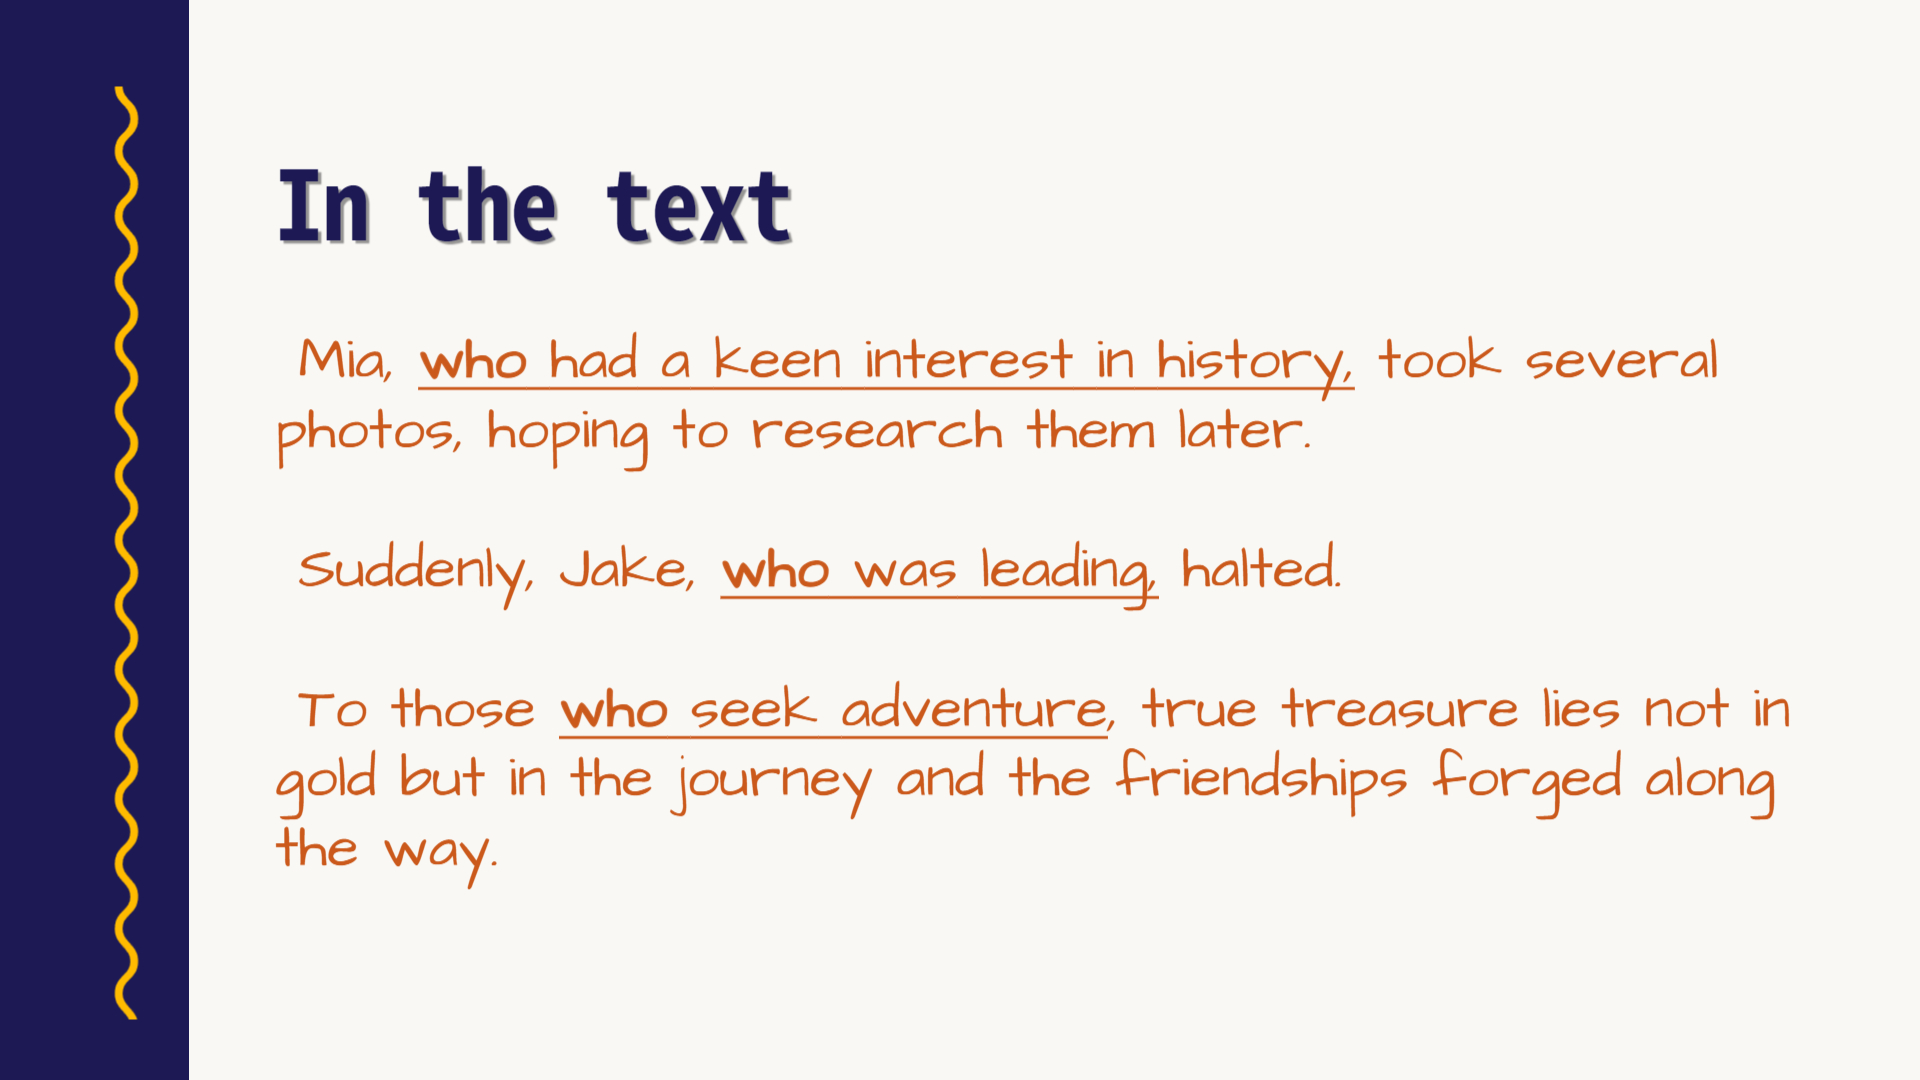 In the text
Mia, who had a keen interest in history, took several
photos, hoping to research them later.
Suddenly, Jake, who was leading, halted.
To those who seek adventure, true treasure lies not in
gold but in the journey and the friendships forged along
the way.